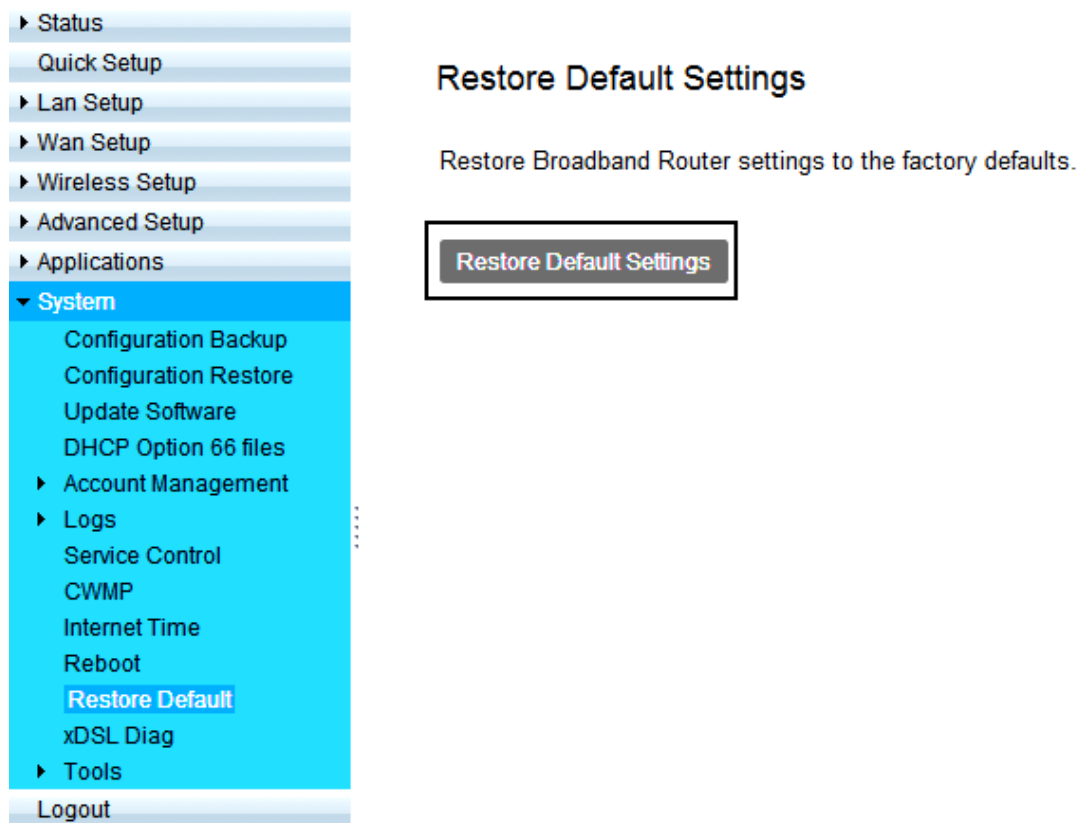 Status
Quick Setup
Lan Setup
Wan Setup
Wireless Setup
Advanced Setup
Applications
System
Configuration Backup
Configuration Restore
Update Software
DHCP Option 66 files
Account Management
Logs
Service Control
CWMP
Internet Time
Reboot
Restore Default
xDSL Diag
Tools
Logout
Restore Default Settings
Restore Broadband Router settings to the factory defaults.
Restore Default Settings